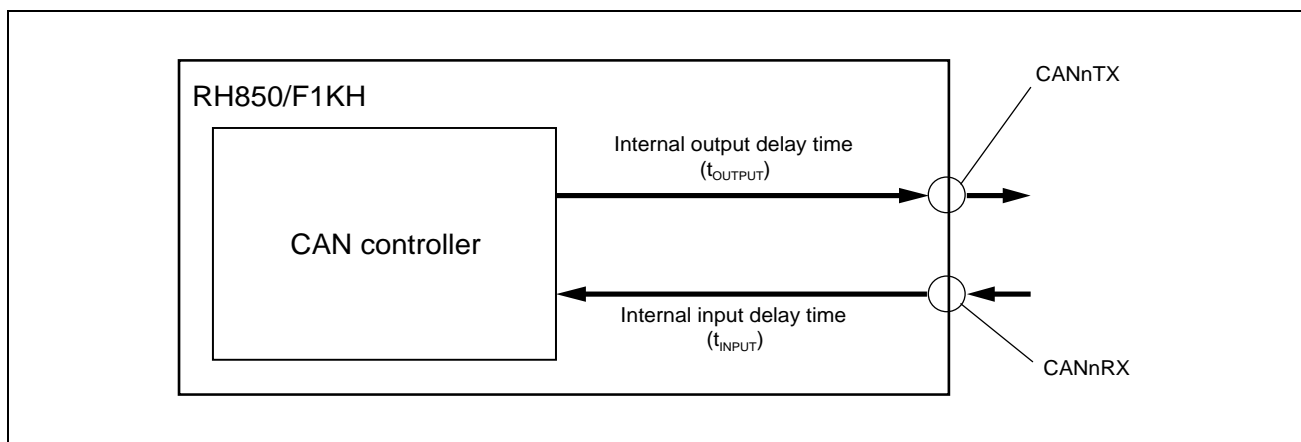 RH850/F1KH
CANnTX
Internal output delay time
(tOUTPUT)
CAN controller
Internal input delay time
(tINPUT)
CANnRX